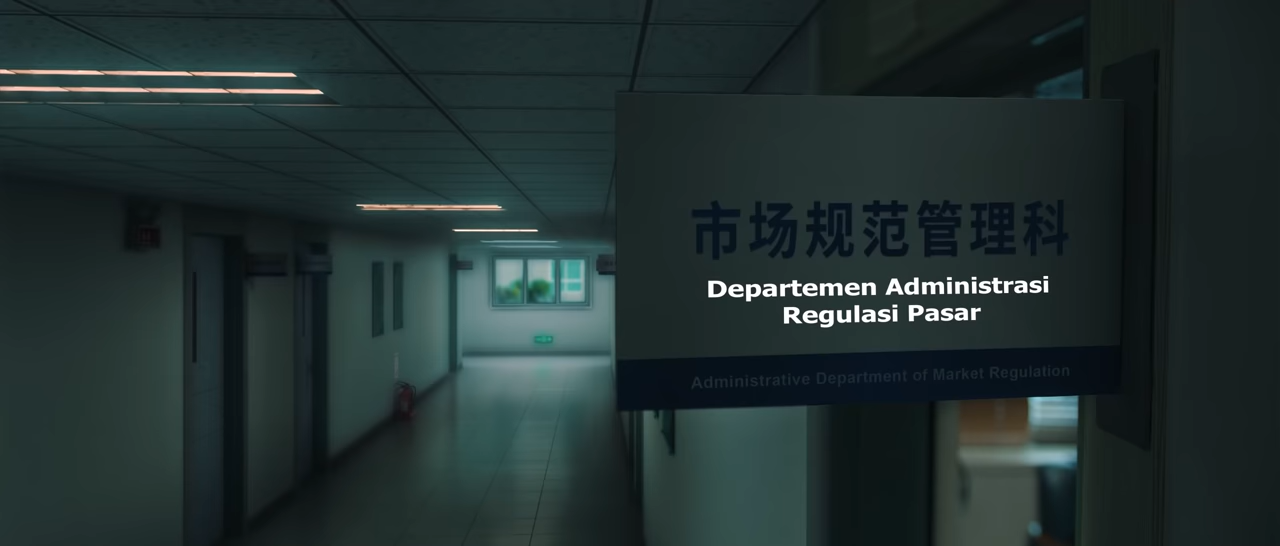 市场规范管理科
Departemen Administrasi
Regulasi Pasar
Administrative Department of Market Regulation